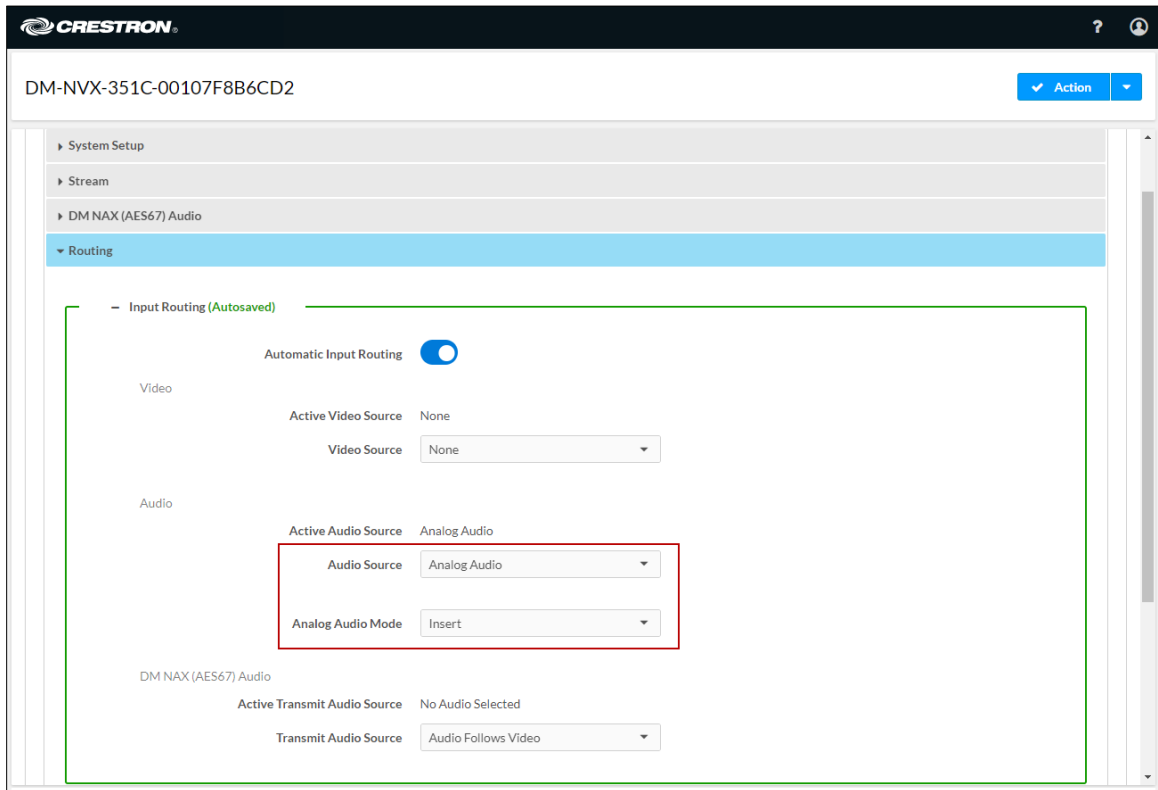 CRESTRON® ?
DM-NVX-351C-00107F8B6CD2 Action
System Setup
Stream
DM NAX (AES67) Audio
Routing
Input Routing (Autosaved)
Automatic Input Routing
Video
Active Video Source None
Video Source None
Audio
Active Audio Source Analog Audio
Audio Source Analog Audio
Analog Audio Mode Insert
DM NAX (AES67) Audio
Active Transmit Audio Source No Audio Selected
Transmit Audio Source Audio Follows Video